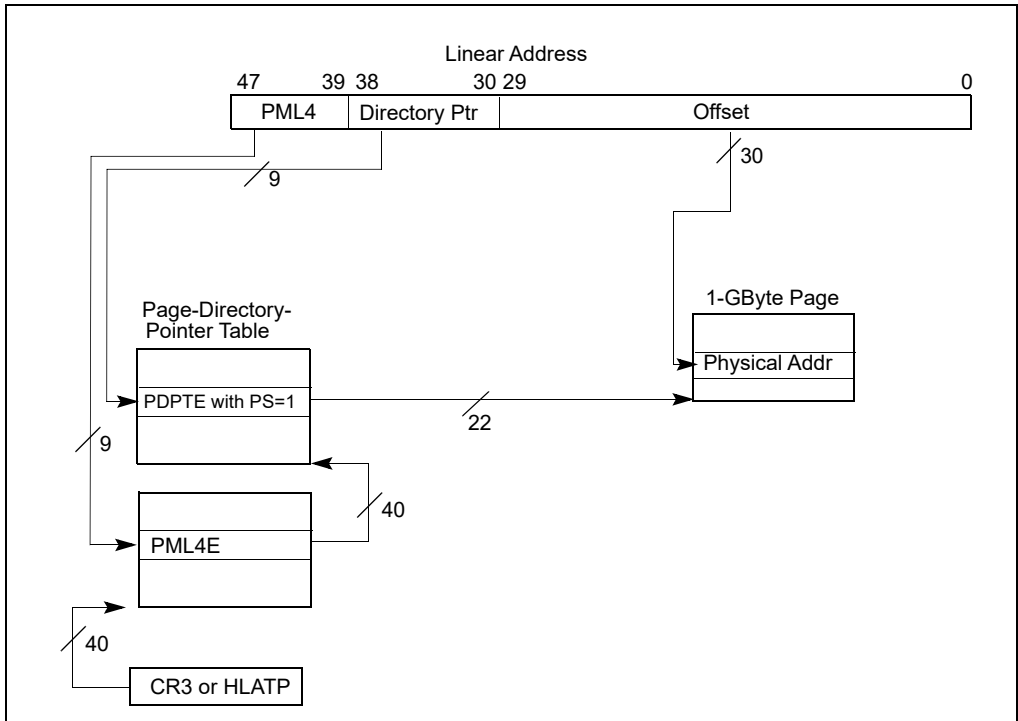 Linear Address
47 39 38 30 29 0
PML4 Directory Ptr Offset
30
9
1-GByte Page
Page-Directory-
Pointer Table
Physical Addr
PDPTE with PS=1
22
9
40
PML4E
40
CR3 or HLATP